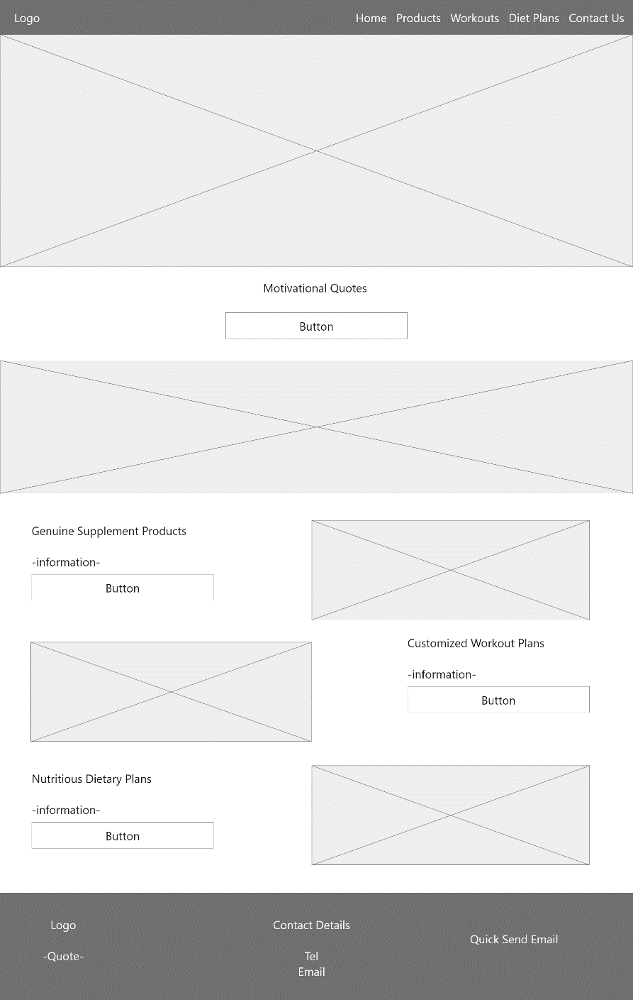 Logo
Home Products Workouts Diet Plans Contact Us
Motivational Quotes
Button
Genuine Supplement Products
-information-
Button
Customized Workout Plans
-information-
Button
Nutritious Dietary Plans
-information-
Button
Logo
-Quote-
Contact Details
Tel
Email
Quick Send Email